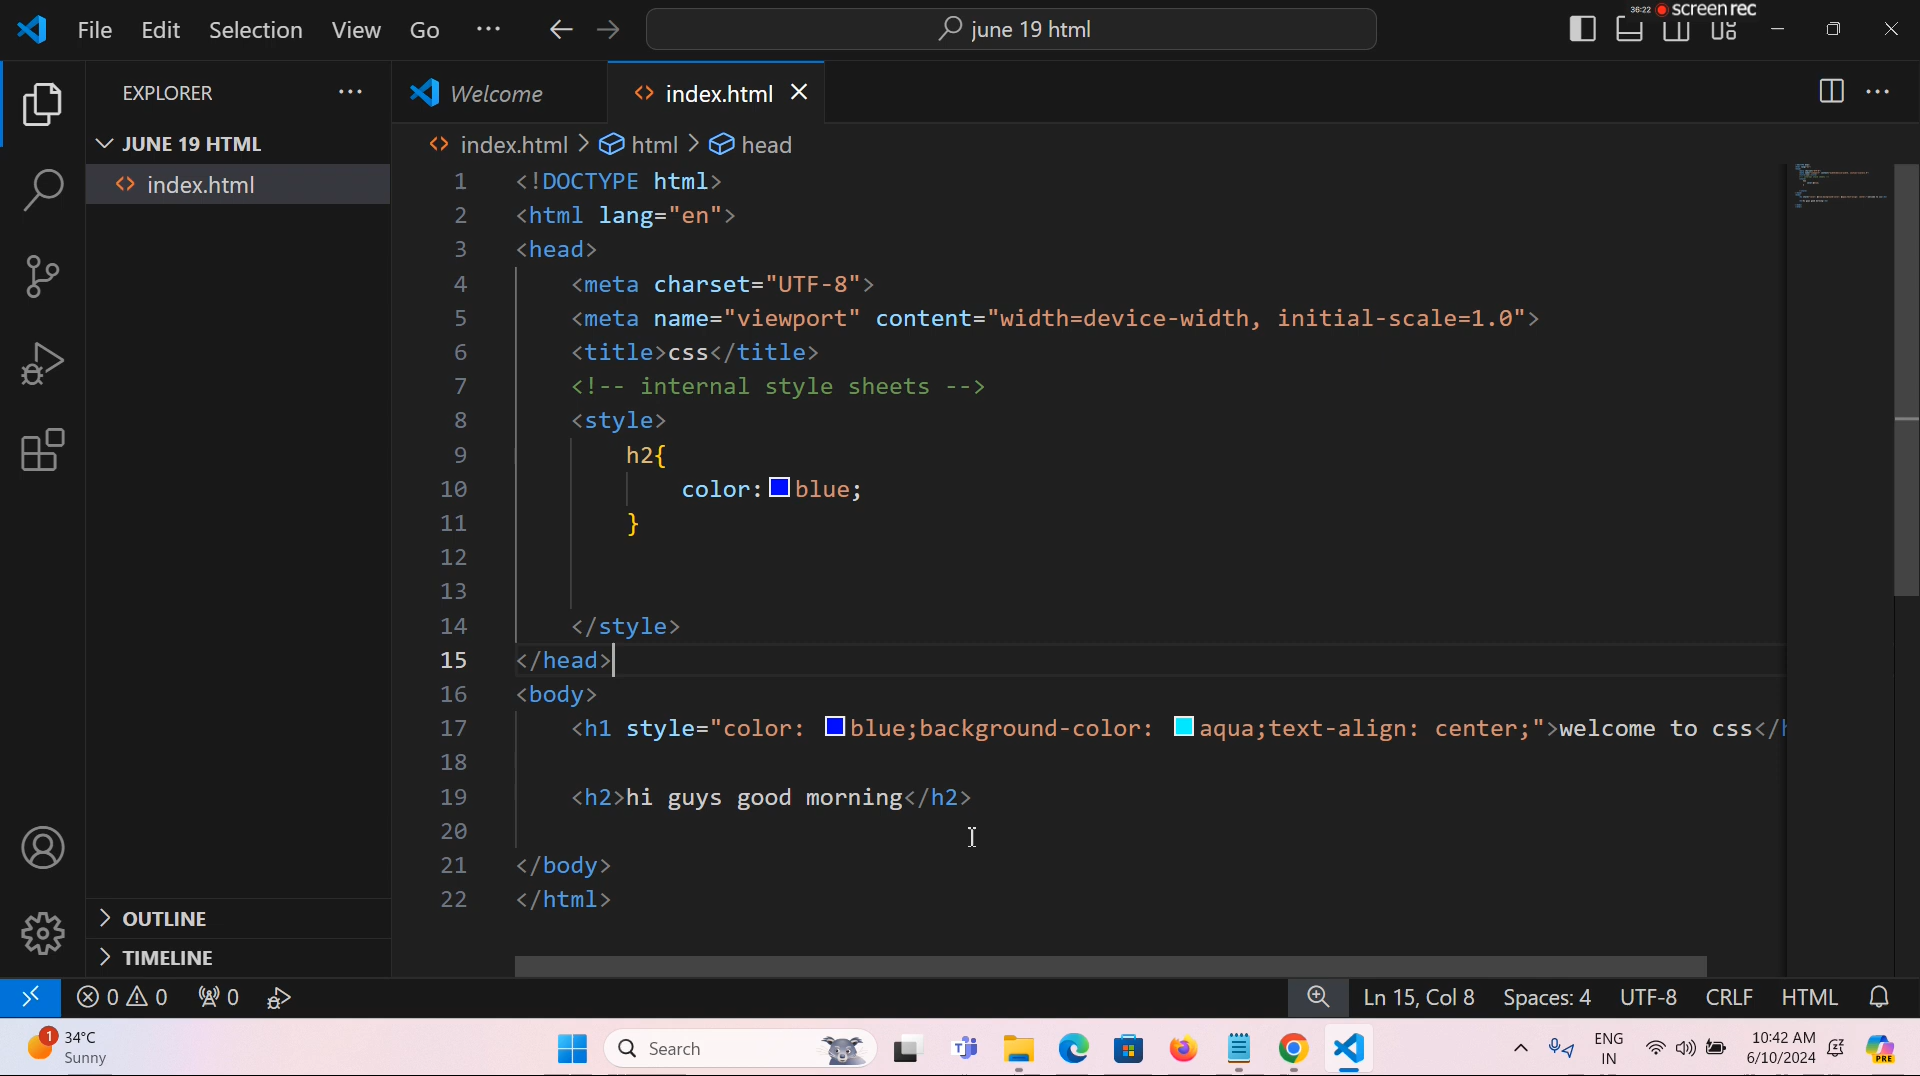 File Edit Selection View Go ··· june 19 html
36:22 screenrec
EXPLORER ···
Welcome
index.html
JUNE 19 HTML
index.html
index.html > html > head
1 <!DOCTYPE html>
2 <html lang="en">
3 <head>
4 <meta charset="UTF-8">
5 <meta name="viewport" content="width=device-width, initial-scale=1.0">
6 <title>css</title>
7 <!-- internal style sheets -->
8 <style>
9 h2{
10 color: blue;
11 }
12
13
14 </style>
15 </head>
16 <body>
17 <h1 style="color: blue;background-color: aqua;text-align: center;">welcome to css</h
18
19 <h2>hi guys good morning</h2>
20
21 </body>
22 </html>
OUTLINE
TIMELINE
0 0 0 Ln 15, Col 8 Spaces: 4 UTF-8 CRLF HTML
1 34°C
Sunny
Search
ENG
IN
10:42 AM
6/10/2024
PRE